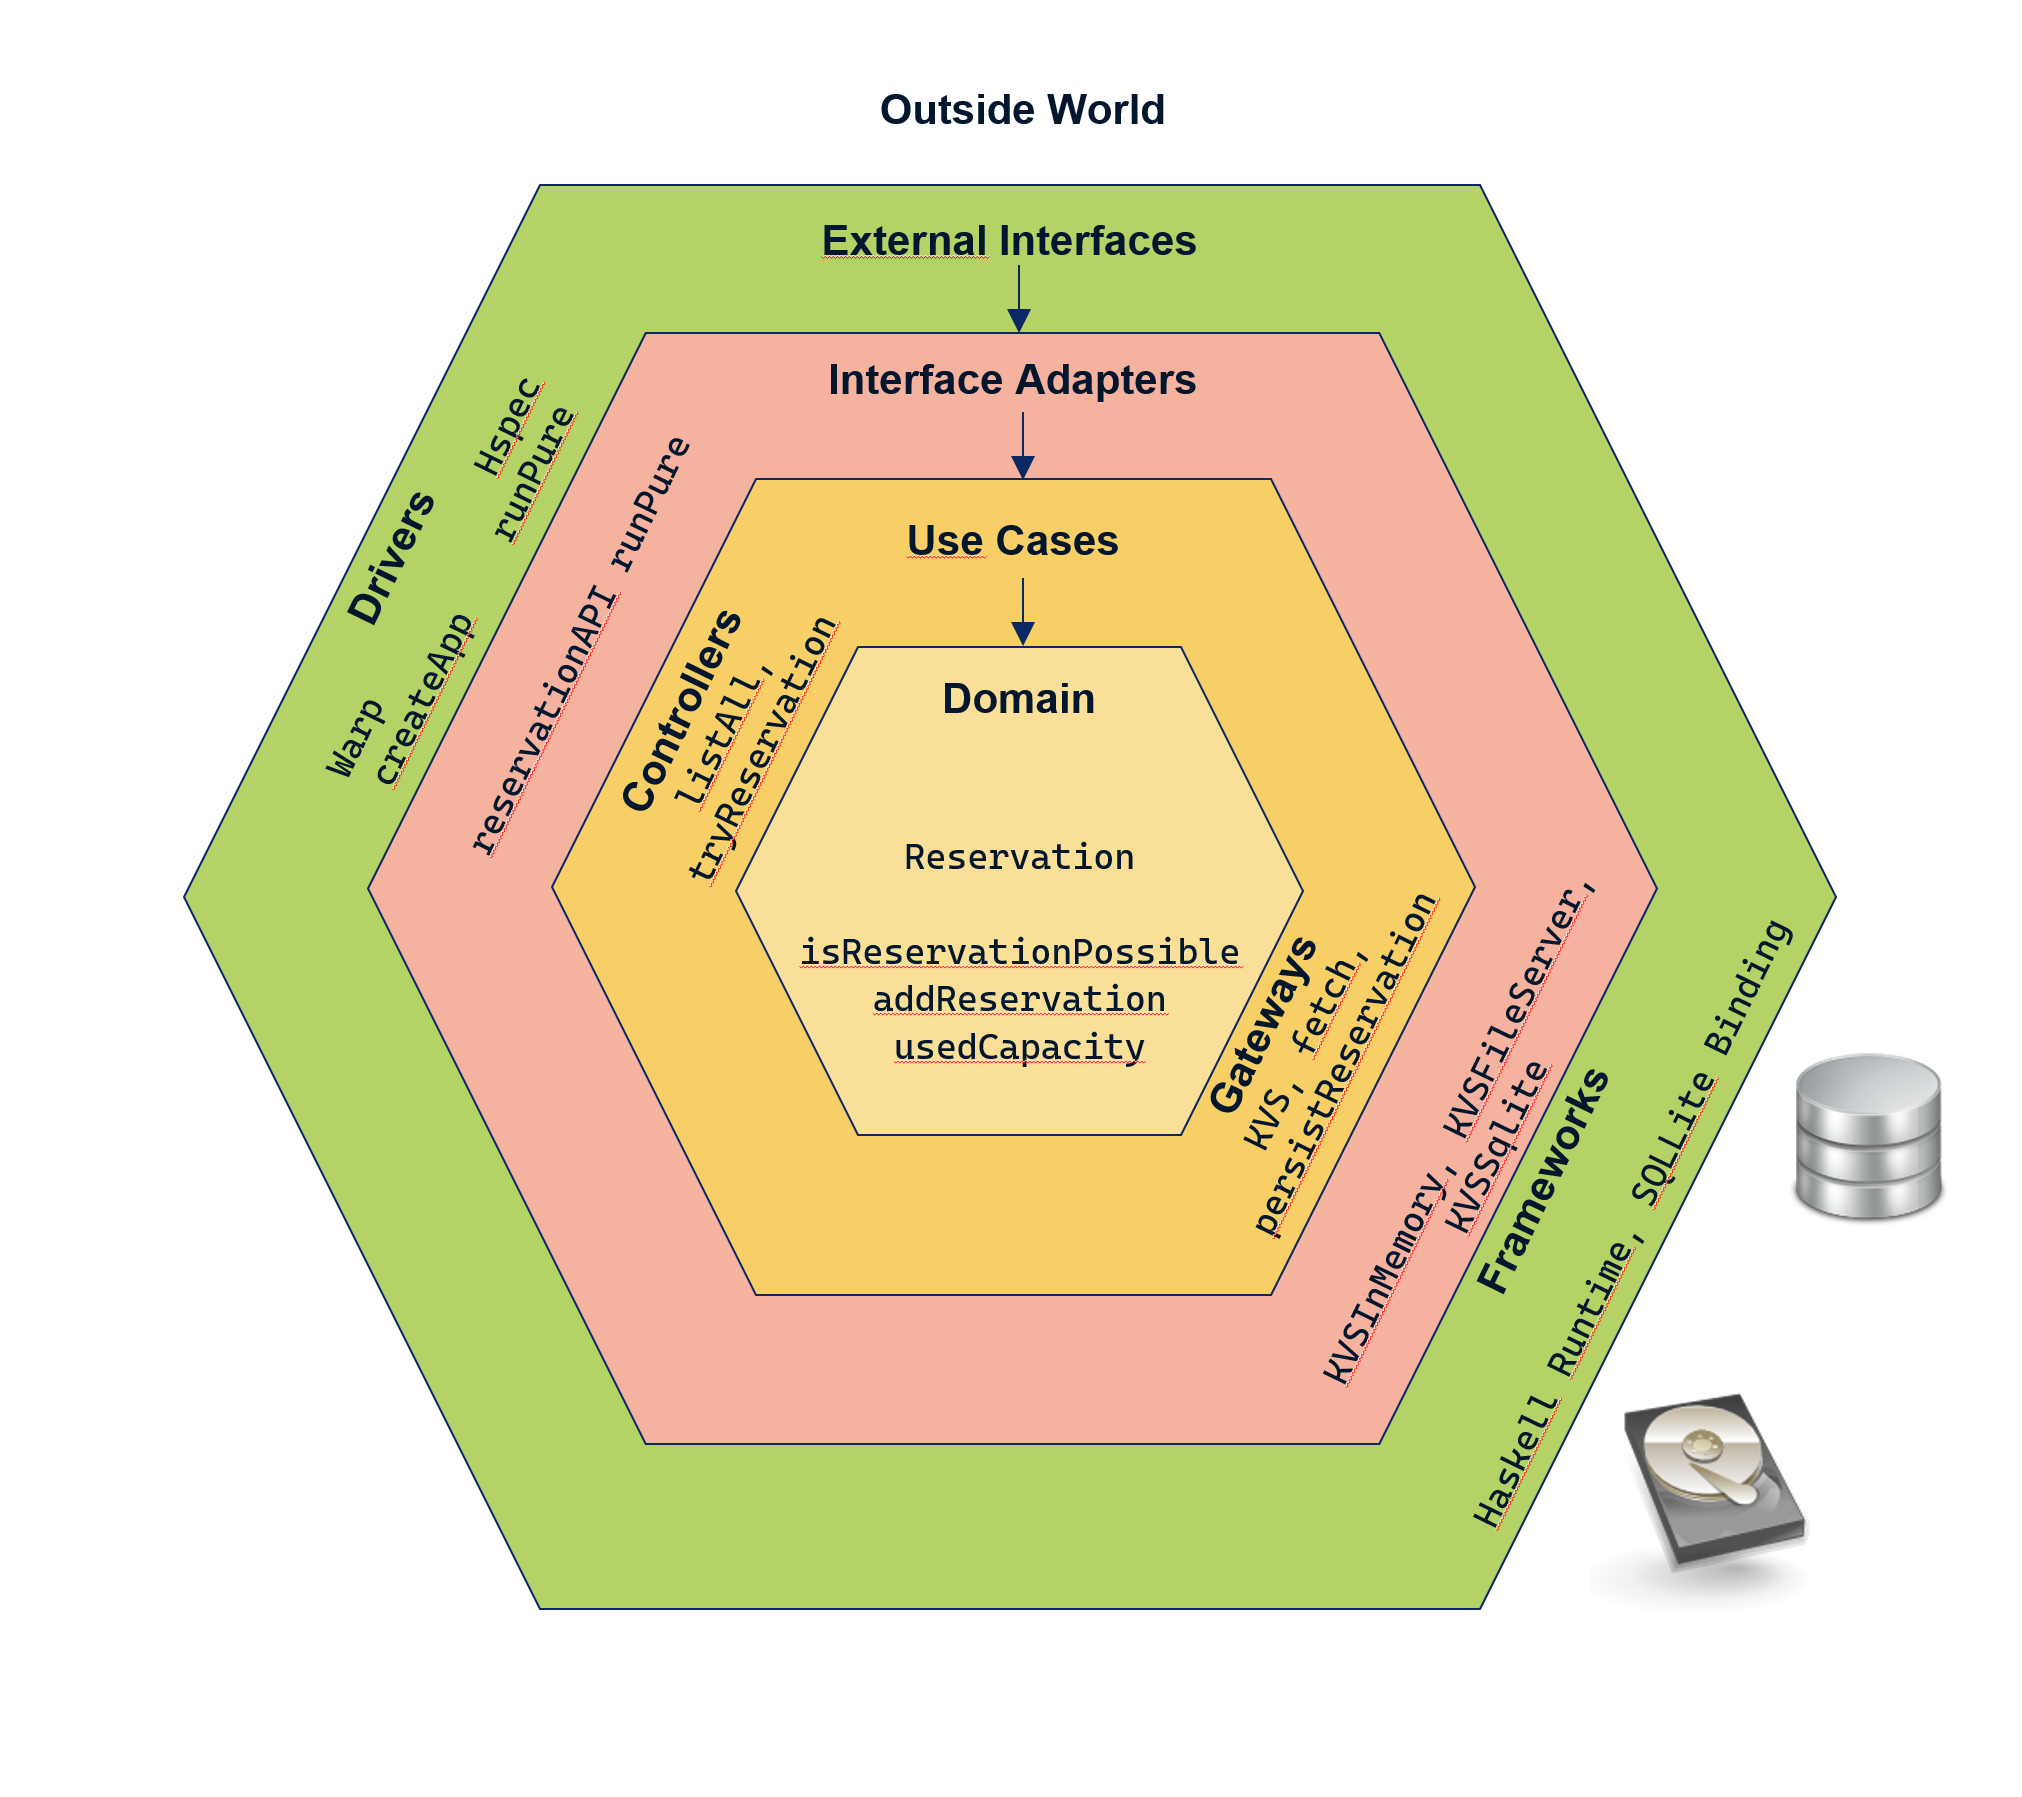 Outside World
External Interfaces
Interface Adapters
Use Cases
Domain
Reservation
isReservationPossible
addReservation
usedCapacity
Drivers
Hspec
runPure
Warp
createApp
reservationAPI runPure
Controllers
listAll,
tryReservation
Gateways
KVS, fetch,
persistReservation
KVSInMemory, KVSFileServer,
KVSSqlite
Frameworks
Haskell Runtime, SQLLite Binding